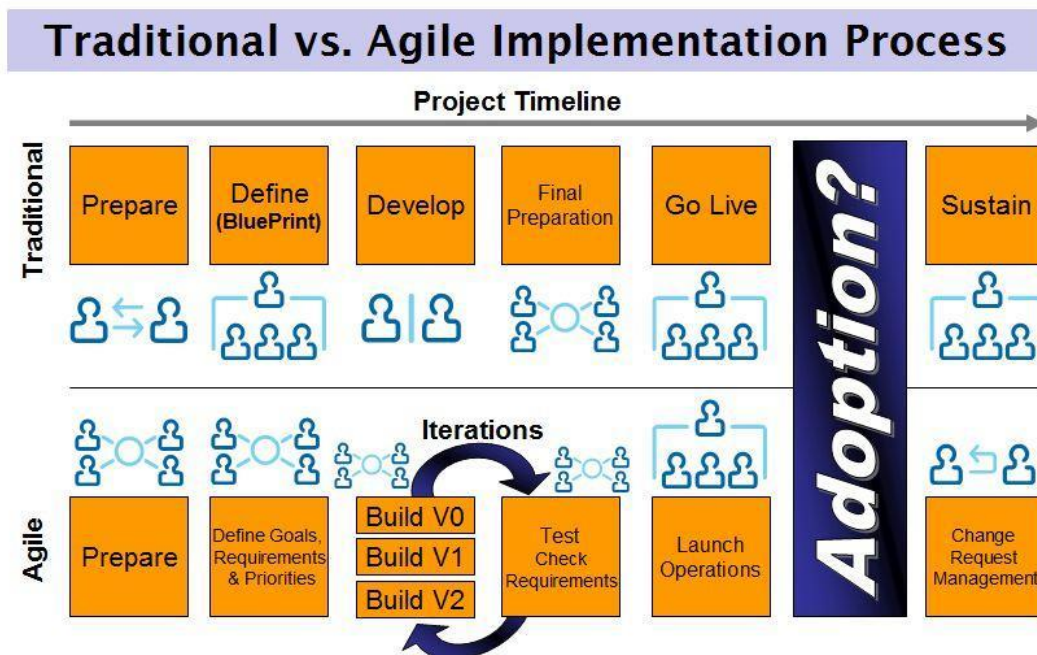 Traditional vs. Agile Implementation Process
Project Timeline
Traditional
Prepare
Define
(BluePrint)
Develop
Final
Preparation
Go Live
Adoption?
Sustain
Agile
Iterations
Prepare
Define Goals,
Requirements
& Priorities
Build V0
Build V1
Build V2
Test
Check
Requirements
Launch
Operations
Change
Request
Management